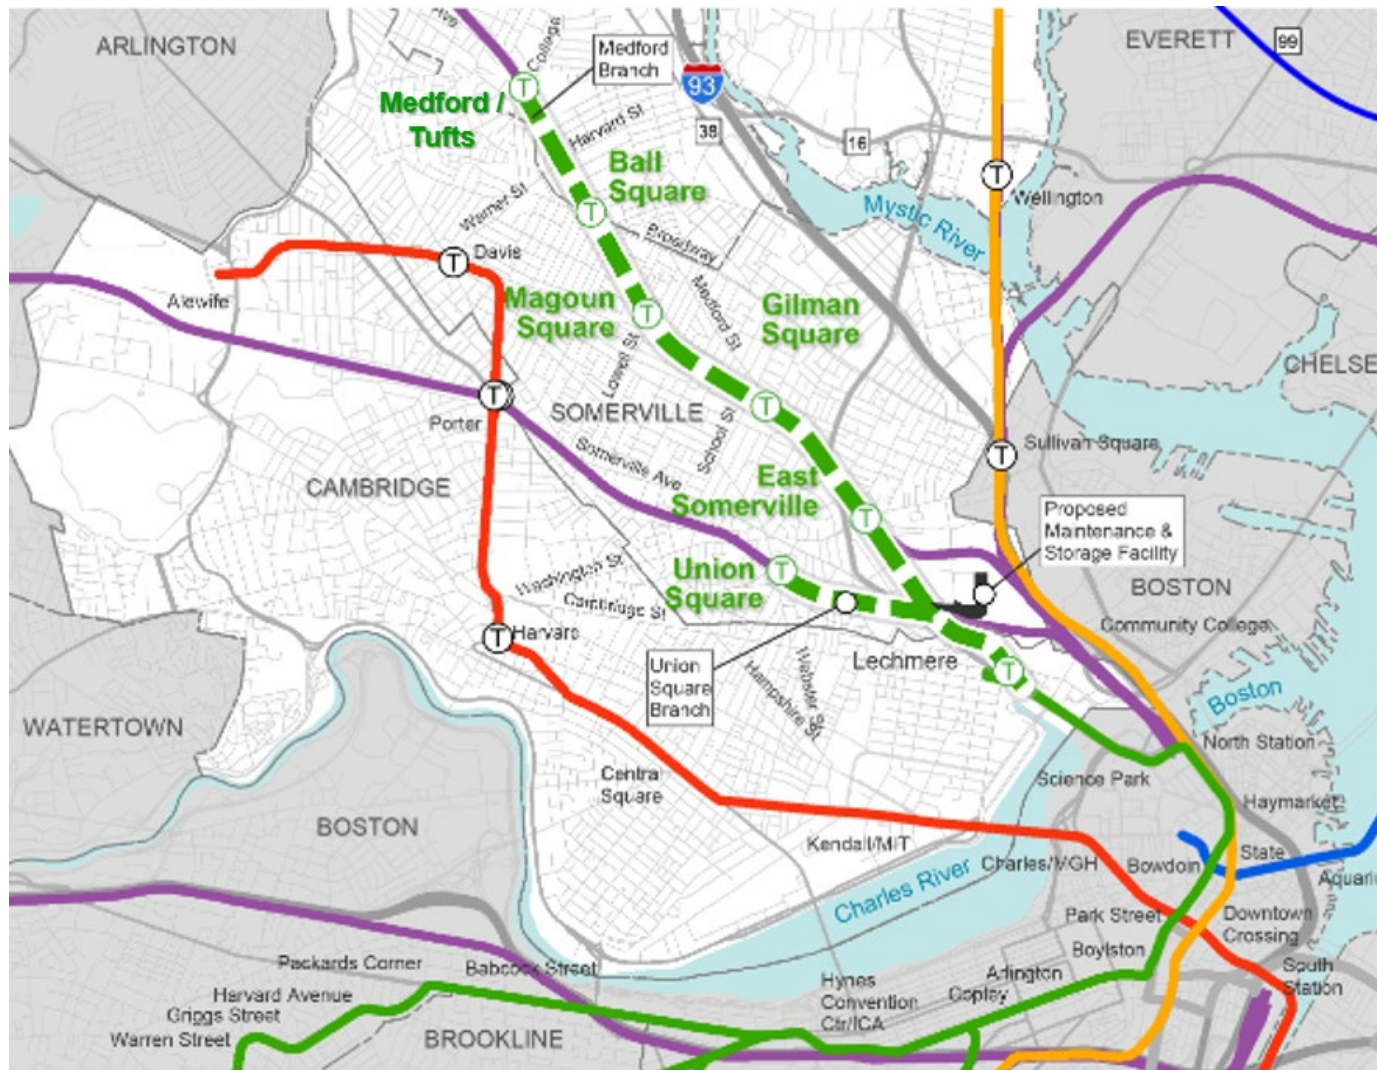 Ave
College
ARLINGTON
Medford
Branch
EVERETT
99
93
Medford /
Tufts
Harvard St
38
16
Ball
Square
T
Wellington
Mystic River
Warner St
Broadway
Davis
Alewife
Magoun
Square
Medford St
Gilman
Square
Lowell St
CHELSE
Porter
SOMERVILLE
School St
Sullivan Square
Somerville Ave
CAMBRIDGE
East
Somerville
Proposed
Maintenance &
Storage Facility
Union
Square
Washington St
Cambridge St
BOSTON
Community College
Harvarc
Union
Square
Branch
Webster St
Hampshire St
Lechmere
Boston
WATERTOWN
North Station
Science Park
Central
Square
Haymarket
BOSTON
Kendall/MIT
Charles/MGH
Bowdoin
State
Aquariu
Charles River
Park Street
Downtown
Crossing
Boylston
Packards Corner
Babcock Street
Arlington
Copley
South
Station
Hynes
Convention
Ctr/ICA
Harvard Avenue
Griggs Street
Warren Street
BROOKLINE